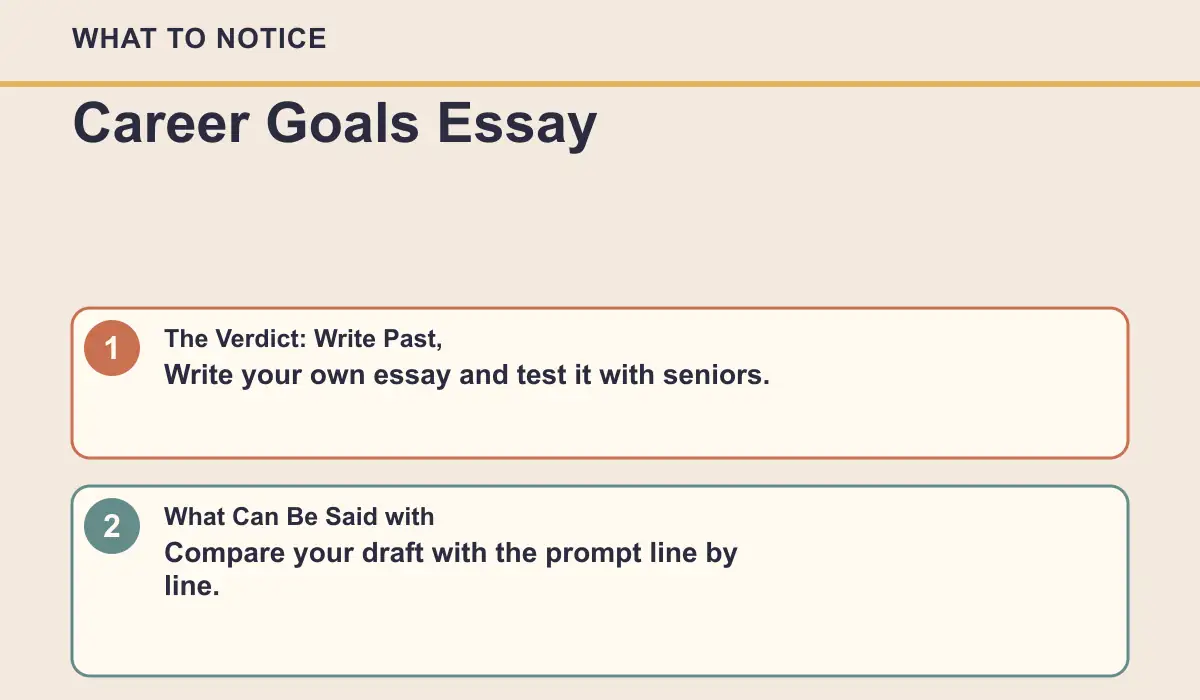 WHAT TO NOTICE
Career Goals Essay
1
The Verdict: Write Past,
Write your own essay and test it with seniors.
2
What Can Be Said with
Compare your draft with the prompt line by
line.